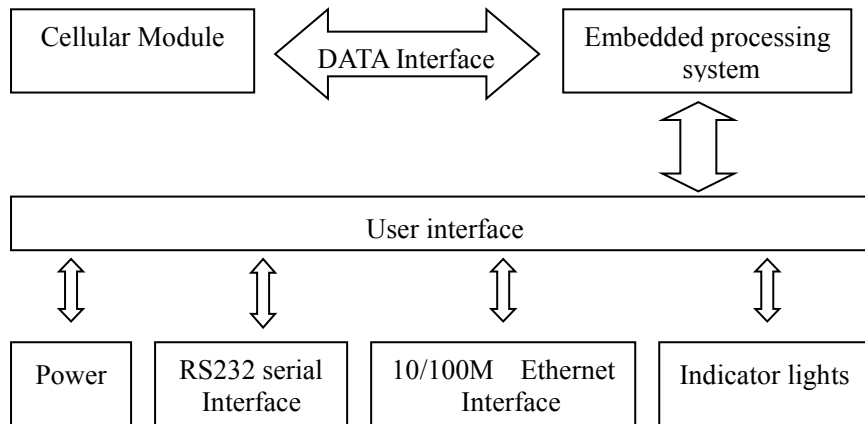 Cellular Module
DATA Interface
Embedded processing
system
User interface
Power
RS232 serial
Interface
10/100M Ethernet
Interface
Indicator lights